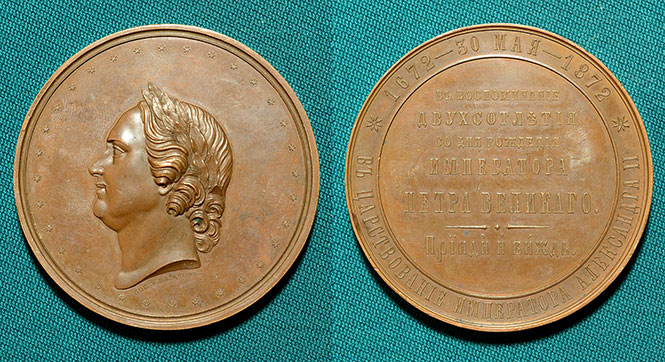 1672—30 МАЯ—1872
ВЪ ВОСПОМИНАНІЕ
ДВУХСОТЛѢТІЯ
СО ДНЯ РОЖДЕНІЯ
ИМПЕРАТОРА
ПЕТРА ВЕЛИКАГО.
Пріиди и виждь.
ВЪ ЦАРСТВОВАНІЕ ИМПЕРАТОРА АЛЕКСАНДРА II